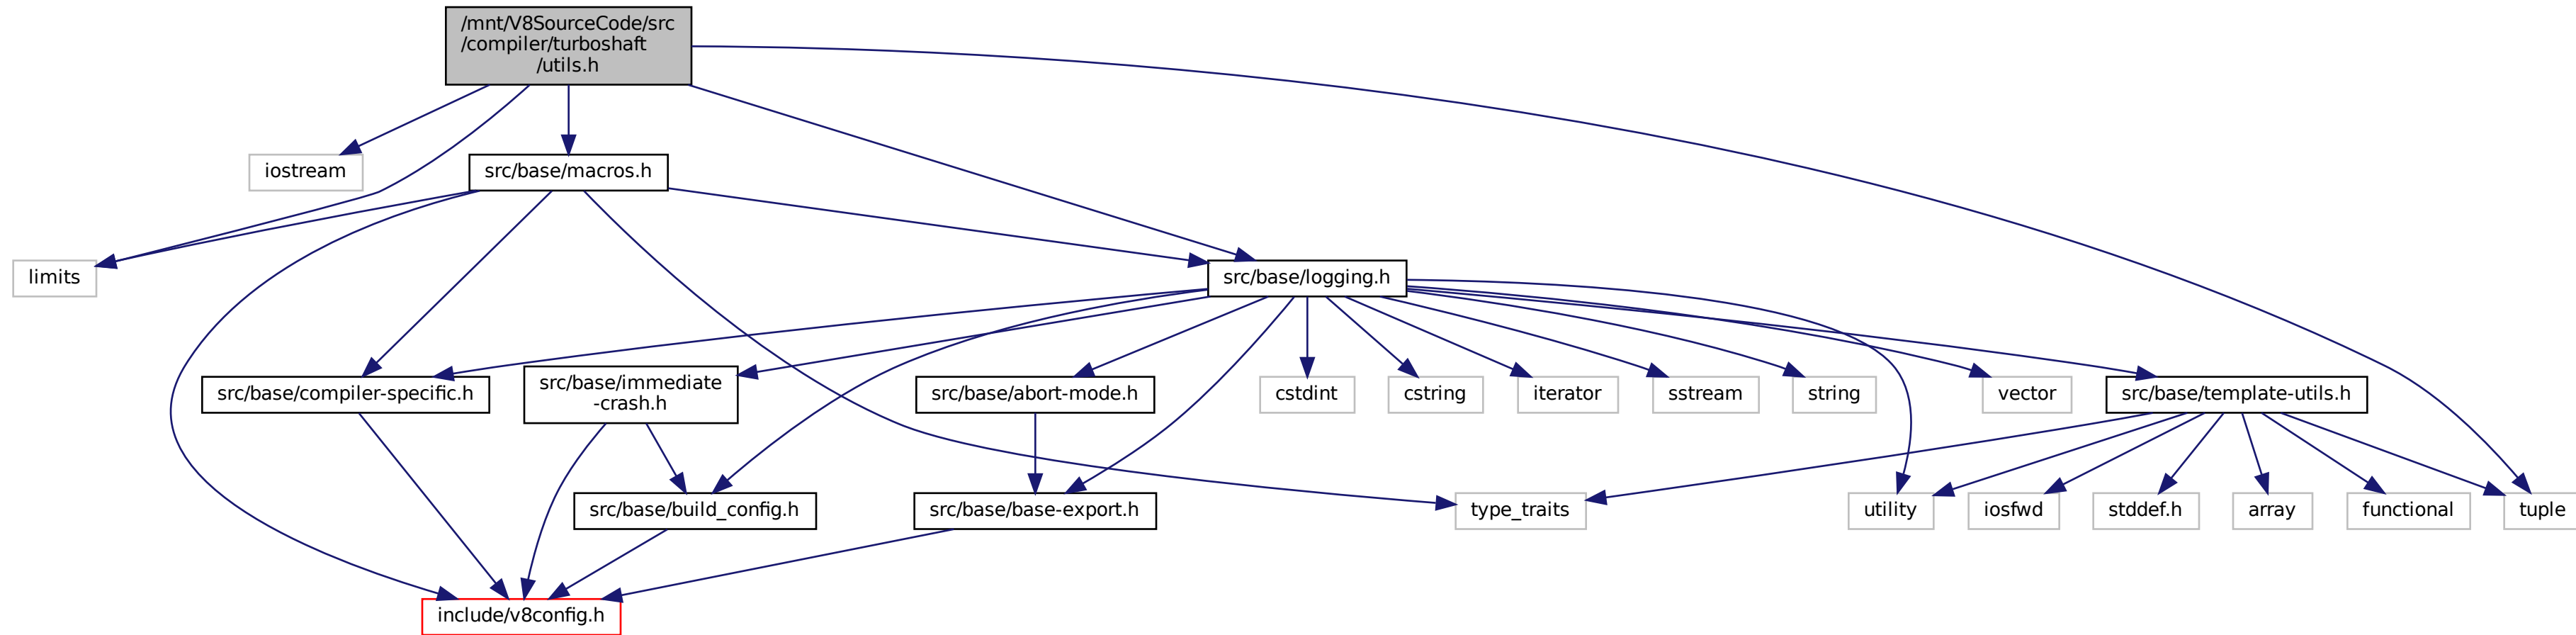 /mnt/V8SourceCode/src
/compiler/turboshaft
/utils.h
iostream
src/base/macros.h
limits
src/base/logging.h
src/base/compiler-specific.h
src/base/immediate
-crash.h
src/base/abort-mode.h
cstdint
cstring
iterator
sstream
string
vector
src/base/template-utils.h
src/base/build_config.h
src/base/base-export.h
type_traits
utility
iosfwd
stddef.h
array
functional
tuple
include/v8config.h